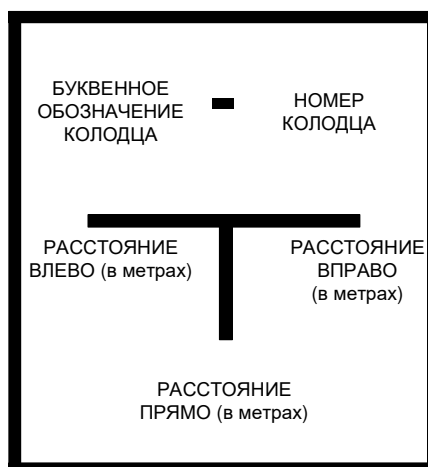 БУКВЕННОЕ
ОБОЗНАЧЕНИЕ
КОЛОДЦА
-
НОМЕР
КОЛОДЦА
РАССТОЯНИЕ
ВЛЕВО (в метрах)
РАССТОЯНИЕ
ВПРАВО
(в метрах)
РАССТОЯНИЕ
ПРЯМО (в метрах)